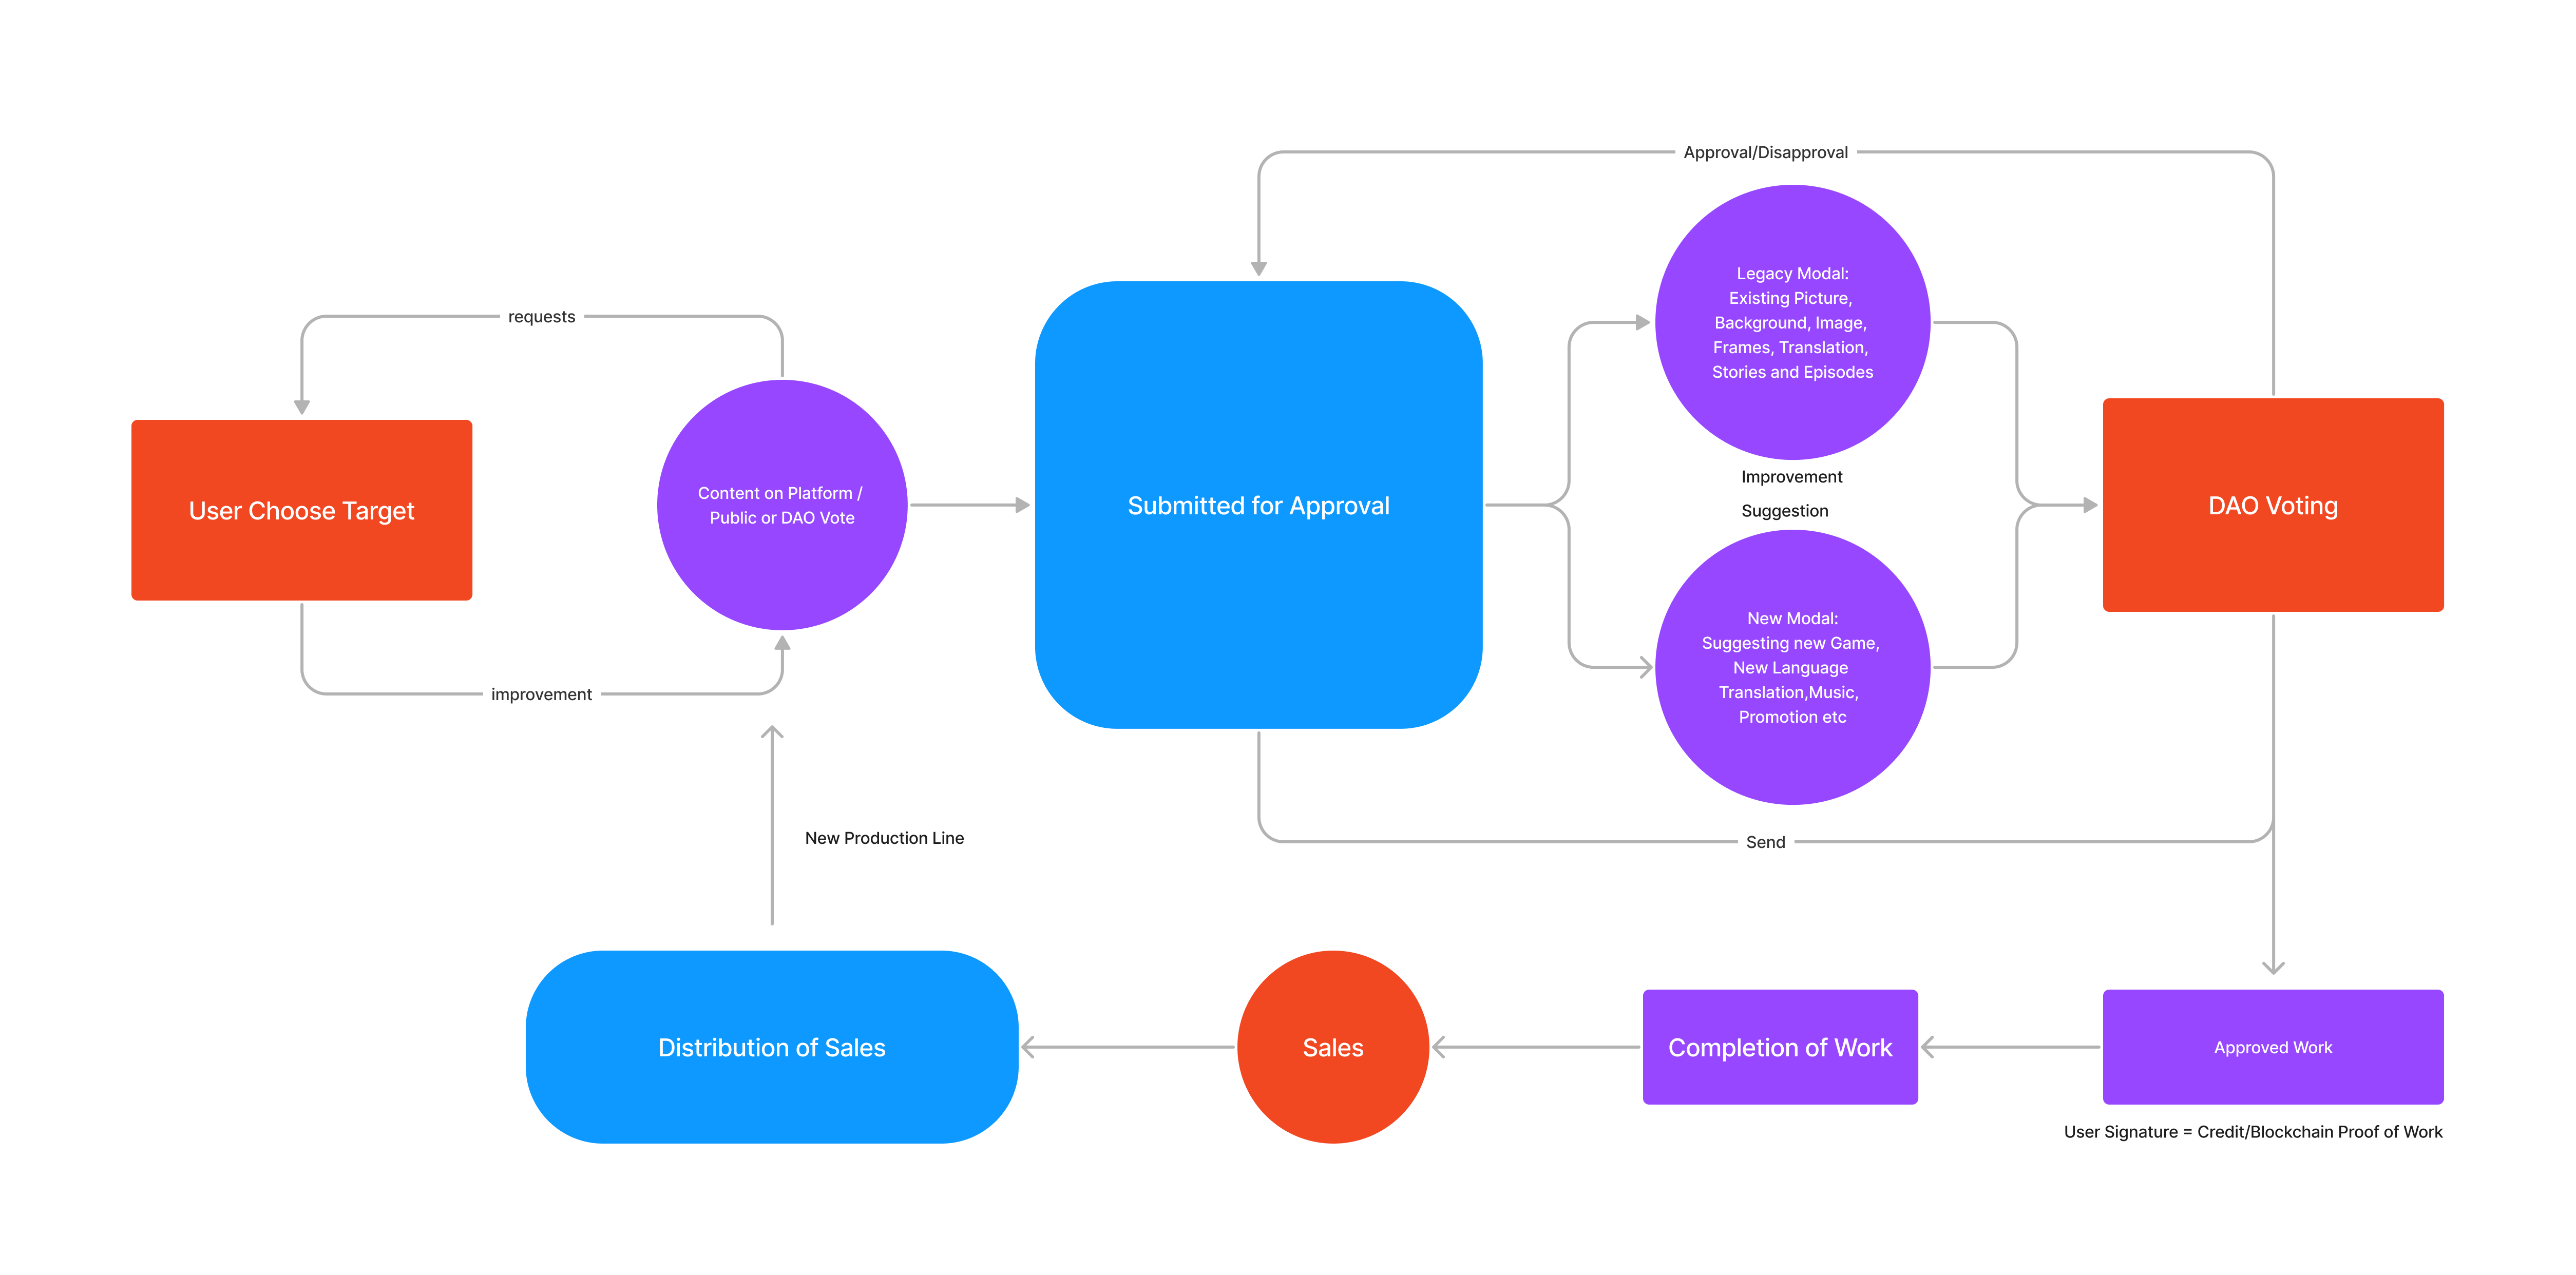 Approval/Disapproval
requests
Legacy Modal:
Existing Picture,
Background, Image,
Frames, Translation,
Stories and Episodes
User Choose Target
Content on Platform /
Public or DAO Vote
Submitted for Approval
Improvement
Suggestion
DAO Voting
New Modal:
Suggesting new Game,
New Language
Translation,Music,
Promotion etc
improvement
New Production Line
Send
Distribution of Sales
Sales
Completion of Work
Approved Work
User Signature = Credit/Blockchain Proof of Work